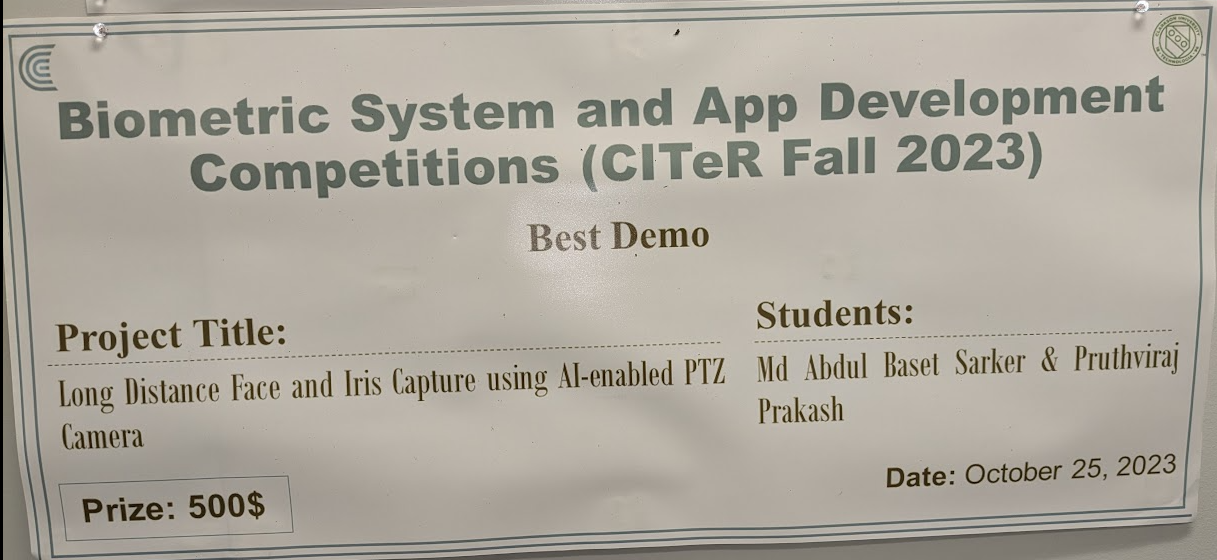 Biometric System and App Development
Competitions (CITeR Fall 2023)
Best Demo
Project Title:
Long Distance Face and Iris Capture using AI-enabled PTZ
Camera
Students:
Md Abdul Baset Sarker & Pruthviraj
Prakash
Prize: 500$
Date: October 25, 2023